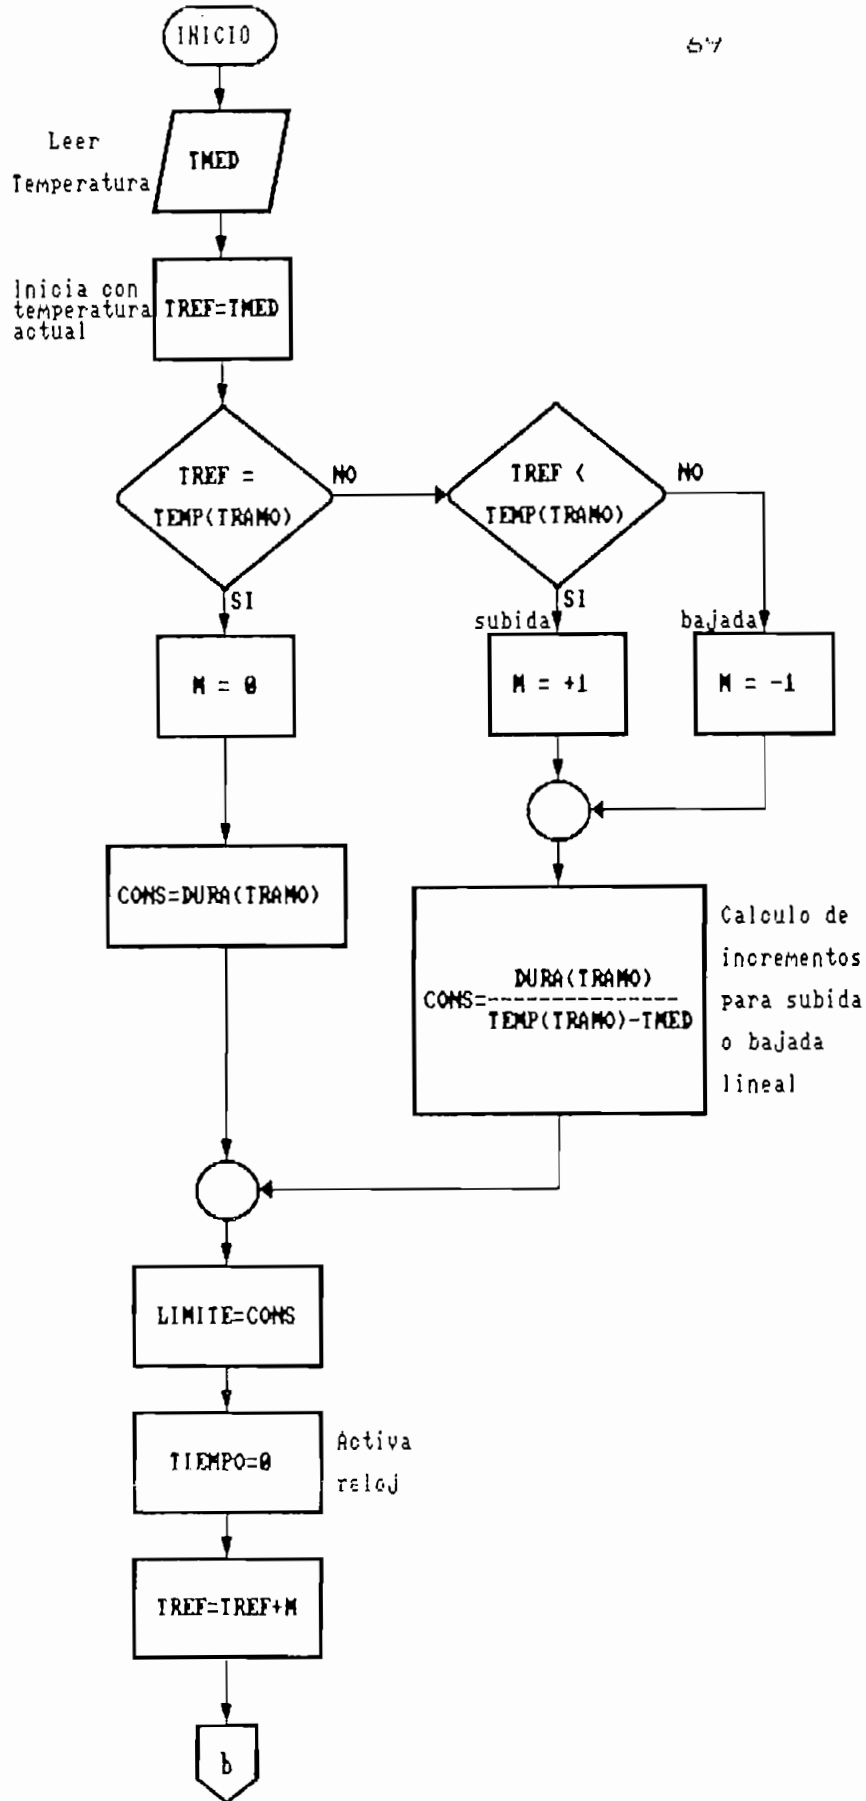 INICIO
Leer
Temperatura
TMED
Inicia con
temperatura
actual
TREF=TMED
TREF =
TEMP(TRAMO)
NO
TREF <
TEMP(TRAMO)
NO
SI
SI
subida
bajada
M = 0
M = +1
M = -1
CONS=DURA(TRAMO)
CONS=
DURA(TRAMO)
----------------
TEMP(TRAMO)-TMED
Calculo de
incrementos
para subida
o bajada
lineal
LIMITE=CONS
TIEMPO=0
Activa
reloj
TREF=TREF+M
b